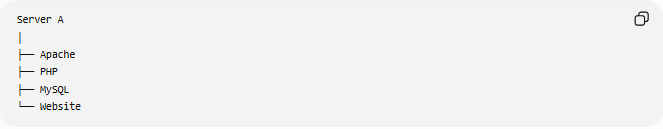 Server A
│
├── Apache
├── PHP
├── MySQL
└── Website